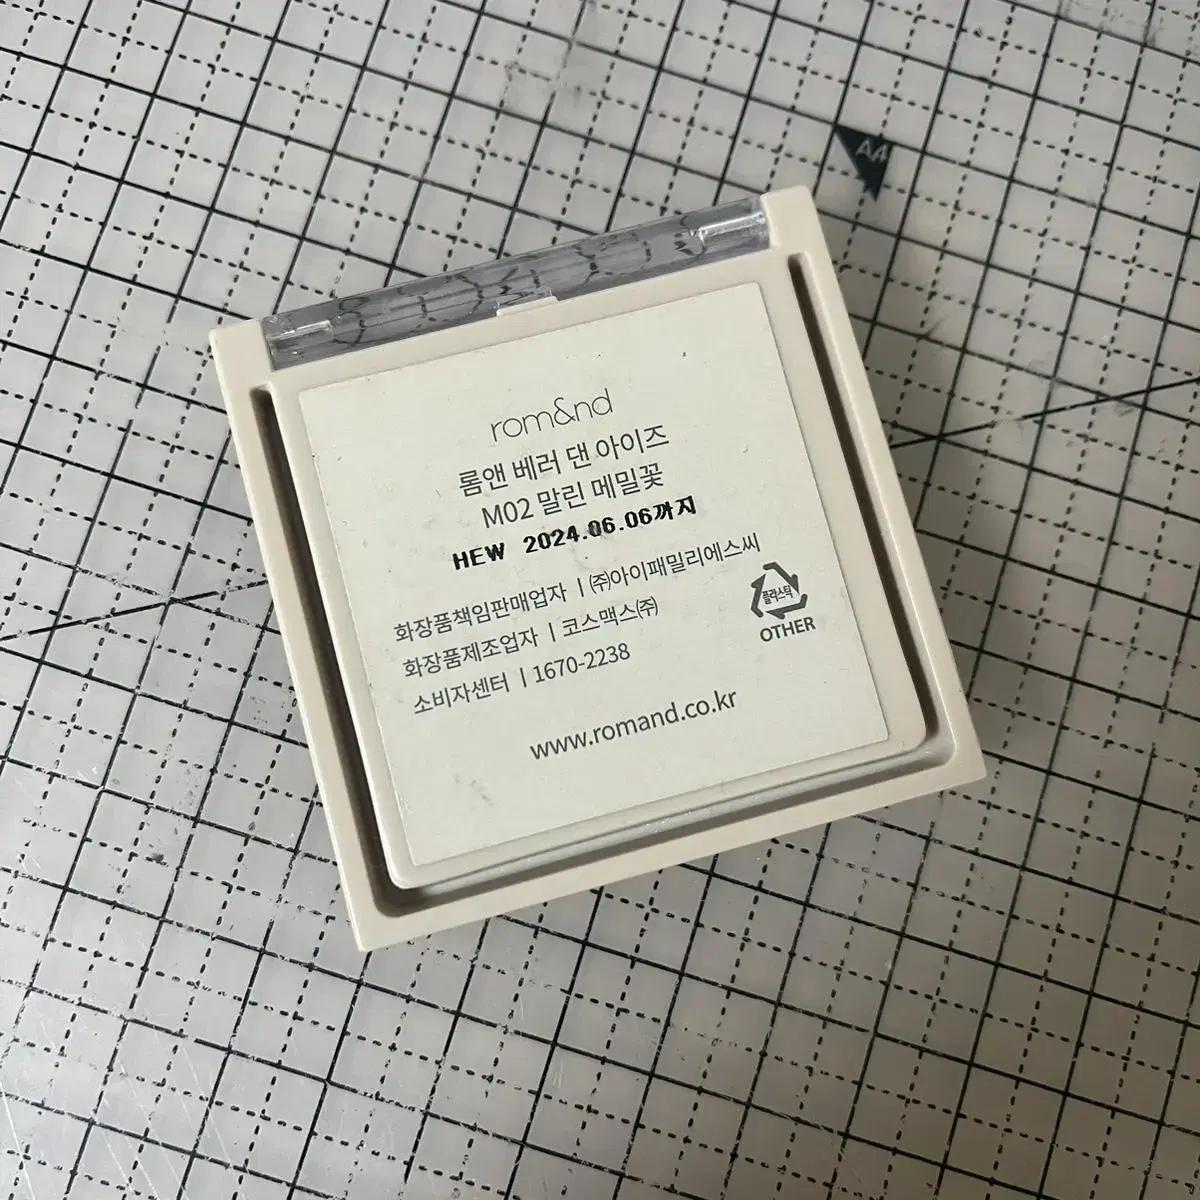 A4
rom&nd
롬앤 베러 댄 아이즈
M02 말린 메밀꽃
HEW 2024.06.06까지
화장품책임판매업자 | ㈜아이패밀리에스씨
화장품제조업자 | 코스맥스㈜
소비자센터 | 1670-2238
플라스틱
OTHER
www.romand.co.kr